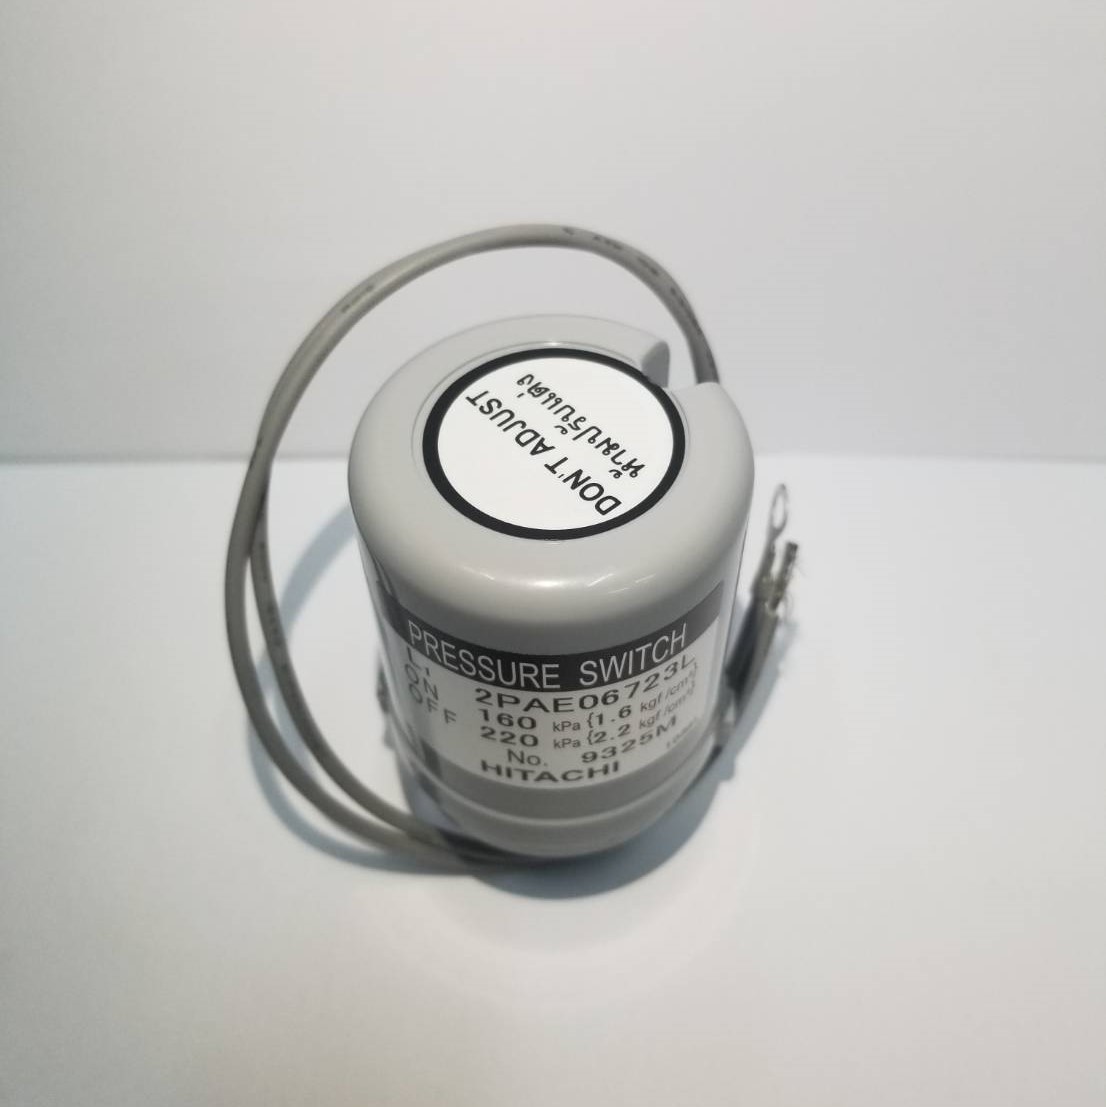 DON'T ADJUST
ห้ามปรับแต่ง
PRESSURE SWITCH
L1 2PAE06723L
ON 160 kPa {1.6 kgf/cm²}
OFF 220 kPa {2.2 kgf/cm²}
No. 9325M
HITACHI